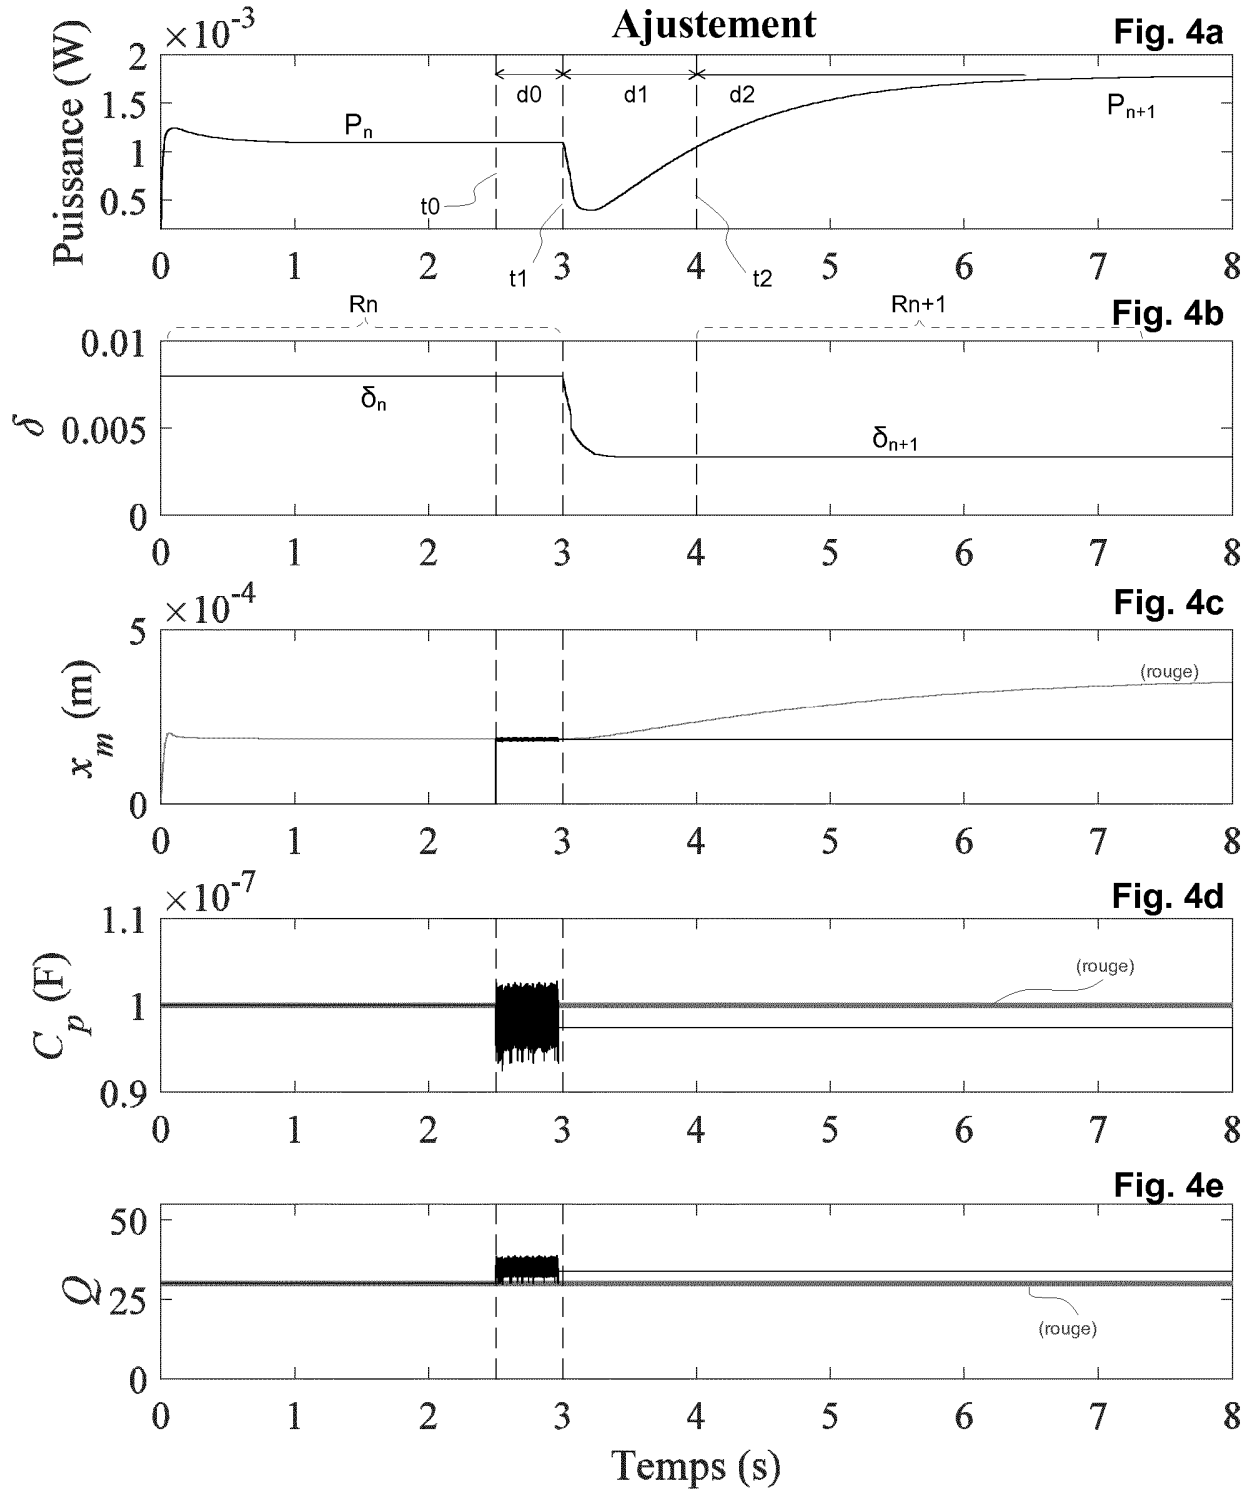 Ajustement
Fig. 4a
×10-3
Puissance (W)
2
1.5
1
0.5
d0
d1
d2
Pn
Pn+1
t0
t1
t2
0 1 2 3 4 5 6 7 8
Rn
Rn+1
Fig. 4b
δ
0.01
0.005
0
δn
δn+1
0 1 2 3 4 5 6 7 8
Fig. 4c
×10-4
xm (m)
5
0
(rouge)
0 1 2 3 4 5 6 7 8
Fig. 4d
×10-7
Cp (F)
1.1
1
0.9
(rouge)
0 1 2 3 4 5 6 7 8
Fig. 4e
Q
50
25
0
(rouge)
0 1 2 3 4 5 6 7 8
Temps (s)